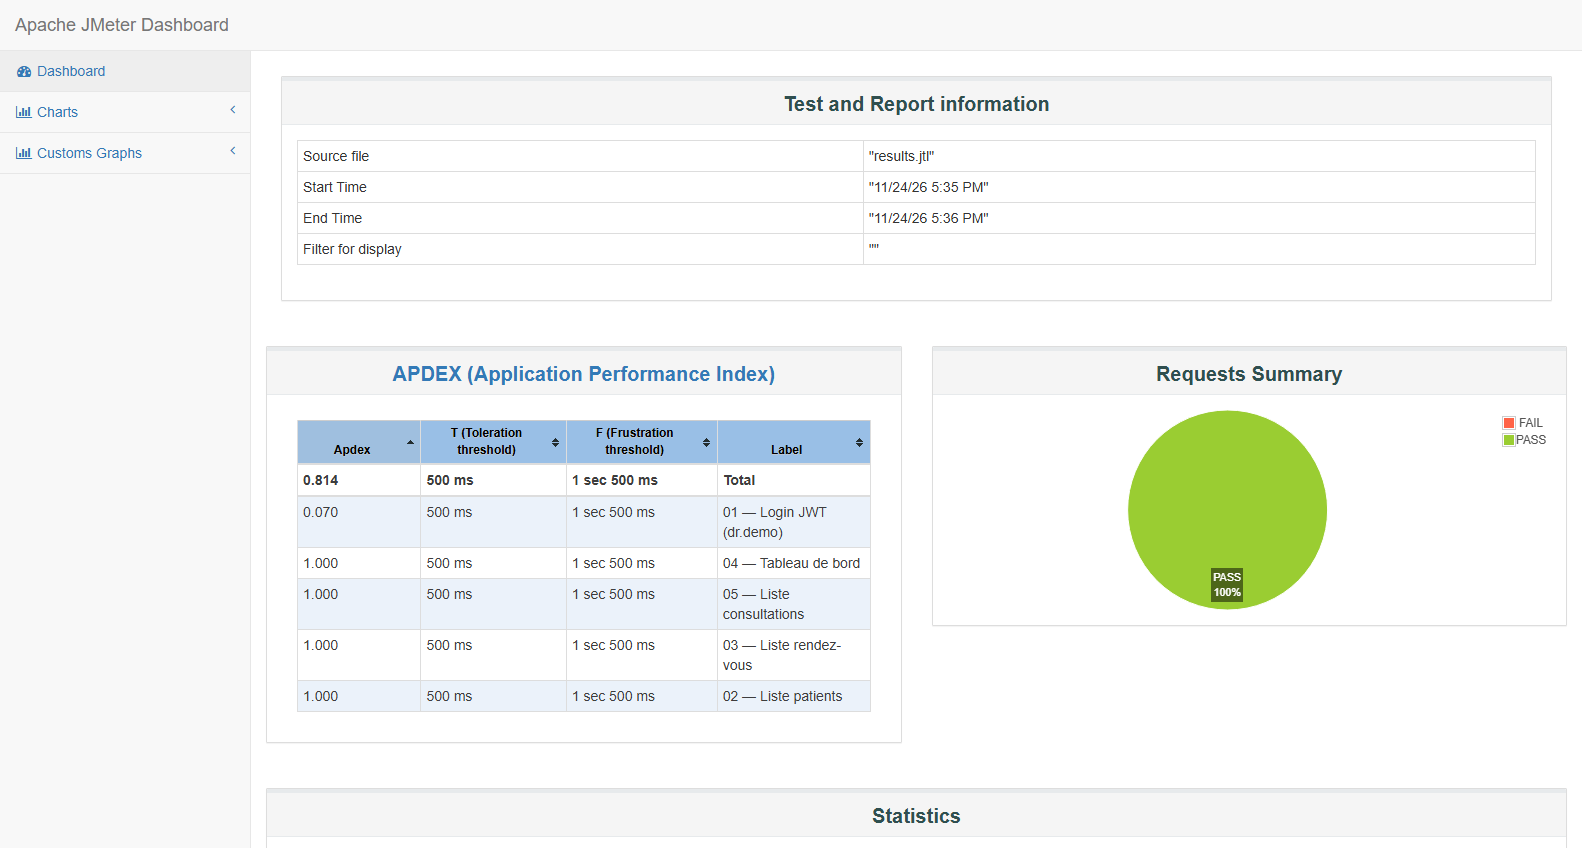 Apache JMeter Dashboard
Dashboard
Charts
Customs Graphs
Test and Report information
Source file "results.jtl"
Start Time "11/24/26 5:35 PM"
End Time "11/24/26 5:36 PM"
Filter for display ""
APDEX (Application Performance Index)
Apdex T (Toleration threshold) F (Frustration threshold) Label
0.814 500 ms 1 sec 500 ms Total
0.070 500 ms 1 sec 500 ms 01 — Login JWT (dr.demo)
1.000 500 ms 1 sec 500 ms 04 — Tableau de bord
1.000 500 ms 1 sec 500 ms 05 — Liste consultations
1.000 500 ms 1 sec 500 ms 03 — Liste rendez-vous
1.000 500 ms 1 sec 500 ms 02 — Liste patients
Requests Summary
FAIL
PASS
PASS
100%
Statistics